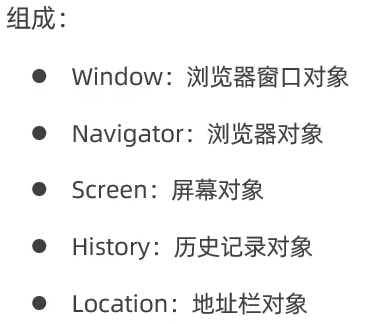 组成：
● Window：浏览器窗口对象
● Navigator：浏览器对象
● Screen：屏幕对象
● History：历史记录对象
● Location：地址栏对象